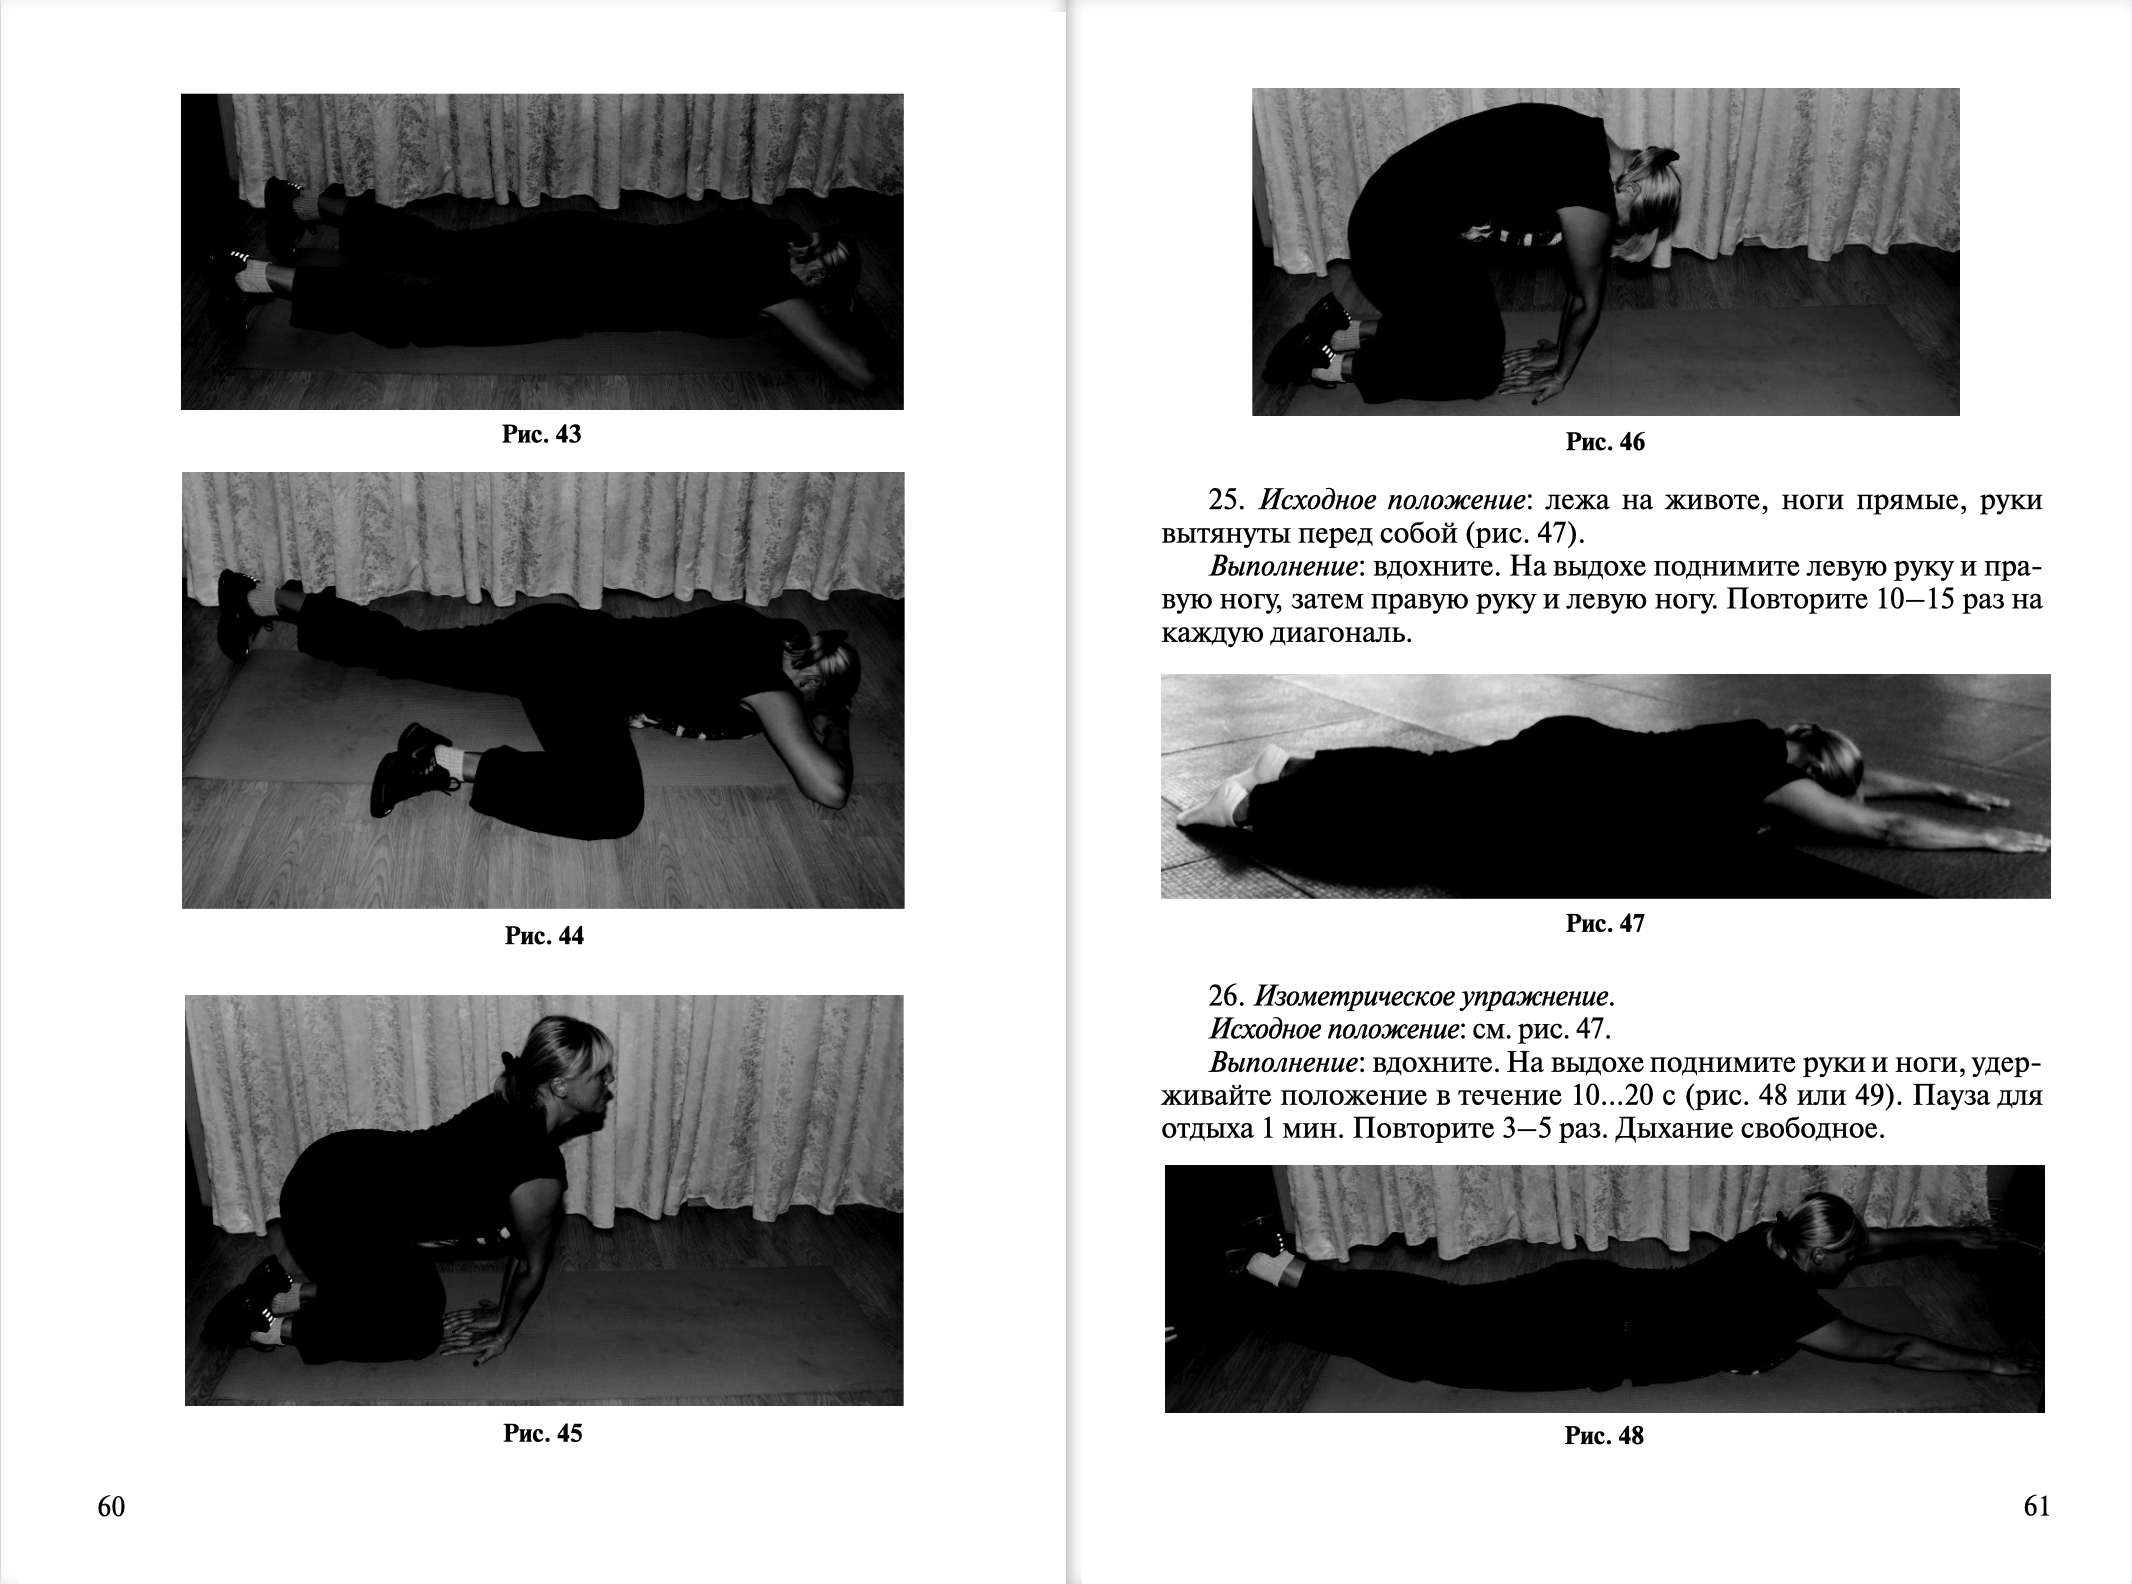 Рис. 43
Рис. 44
Рис. 45
60
Рис. 46
25. Исходное положение: лежа на животе, ноги прямые, руки
вытянуты перед собой (рис. 47).
Выполнение: вдохните. На выдохе поднимите левую руку и пра-
вую ногу, затем правую руку и левую ногу. Повторите 10—15 раз на
каждую диагональ.
Рис. 47
26. Изометрическое упражнение.
Исходное положение: см. рис. 47.
Выполнение: вдохните. На выдохе поднимите руки и ноги, удер-
живайте положение в течение 10...20 с (рис. 48 или 49). Пауза для
отдыха 1 мин. Повторите 3—5 раз. Дыхание свободное.
Рис. 48
61